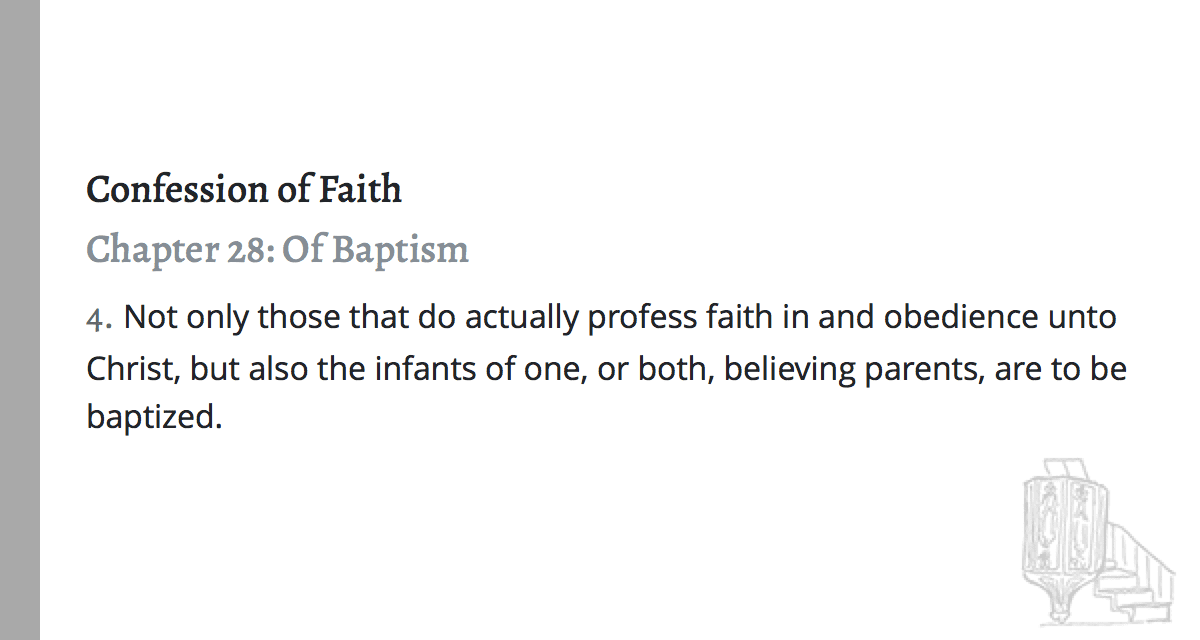 Confession of Faith
Chapter 28: Of Baptism
4. Not only those that do actually profess faith in and obedience unto
Christ, but also the infants of one, or both, believing parents, are to be
baptized.